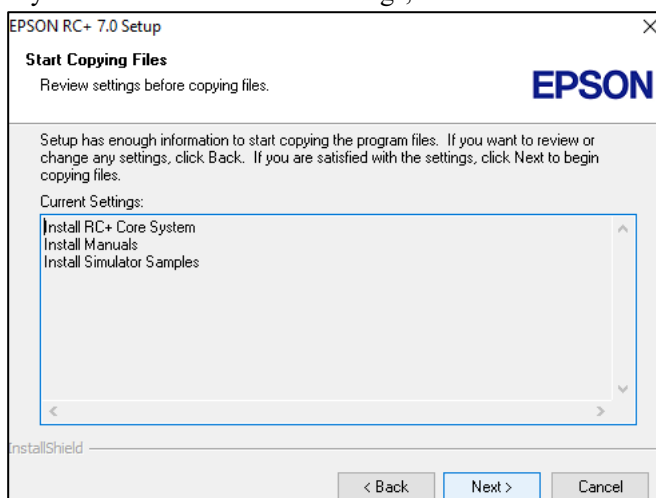 EPSON RC+ 7.0 Setup
Start Copying Files
Review settings before copying files.
EPSON
Setup has enough information to start copying the program files. If you want to review or
change any settings, click Back. If you are satisfied with the settings, click Next to begin
copying files.
Current Settings:
Install RC+ Core System
Install Manuals
Install Simulator Samples
InstallShield
< Back
Next >
Cancel